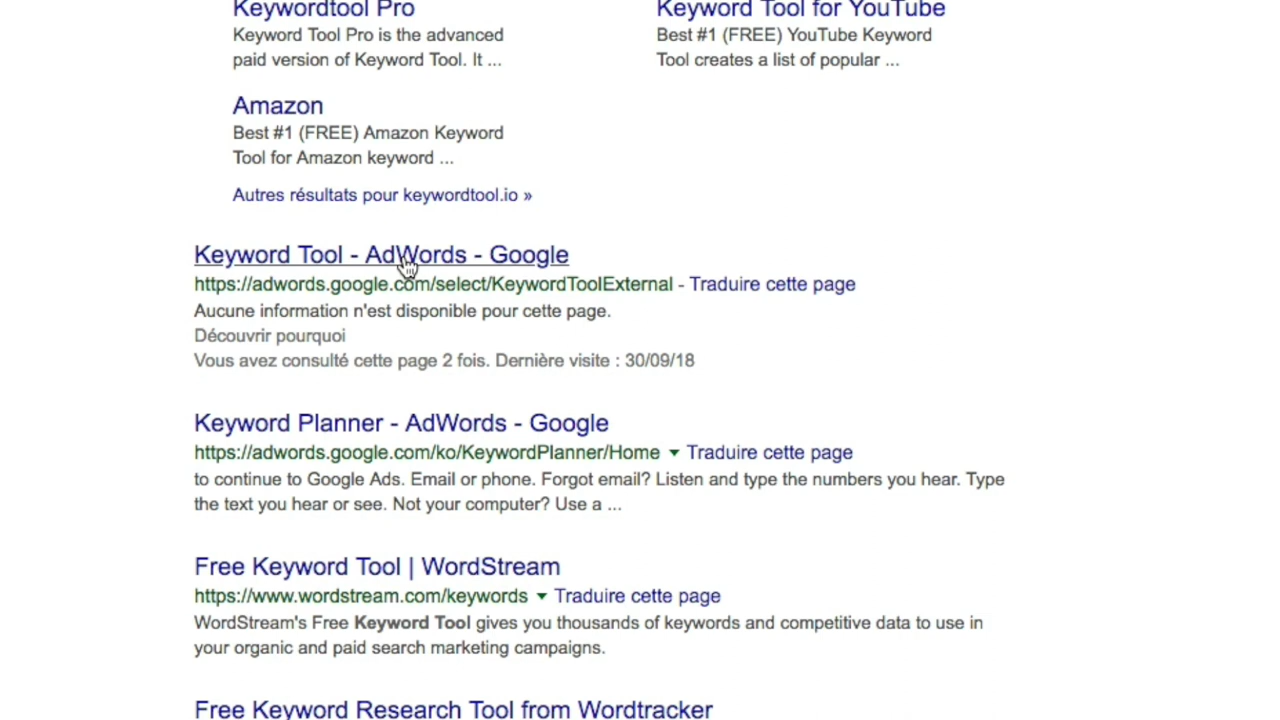 Keywordtool Pro
Keyword Tool Pro is the advanced
paid version of Keyword Tool. It ...
Keyword Tool for YouTube
Best #1 (FREE) YouTube Keyword
Tool creates a list of popular ...
Amazon
Best #1 (FREE) Amazon Keyword
Tool for Amazon keyword ...
Autres résultats pour keywordtool.io »
Keyword Tool - AdWords - Google
https://adwords.google.com/select/KeywordToolExternal - Traduire cette page
Aucune information n'est disponible pour cette page.
Découvrir pourquoi
Vous avez consulté cette page 2 fois. Dernière visite : 30/09/18
Keyword Planner - AdWords - Google
https://adwords.google.com/ko/KeywordPlanner/Home ▾ Traduire cette page
to continue to Google Ads. Email or phone. Forgot email? Listen and type the numbers you hear. Type
the text you hear or see. Not your computer? Use a ...
Free Keyword Tool | WordStream
https://www.wordstream.com/keywords ▾ Traduire cette page
WordStream's Free Keyword Tool gives you thousands of keywords and competitive data to use in
your organic and paid search marketing campaigns.
Free Keyword Research Tool from Wordtracker